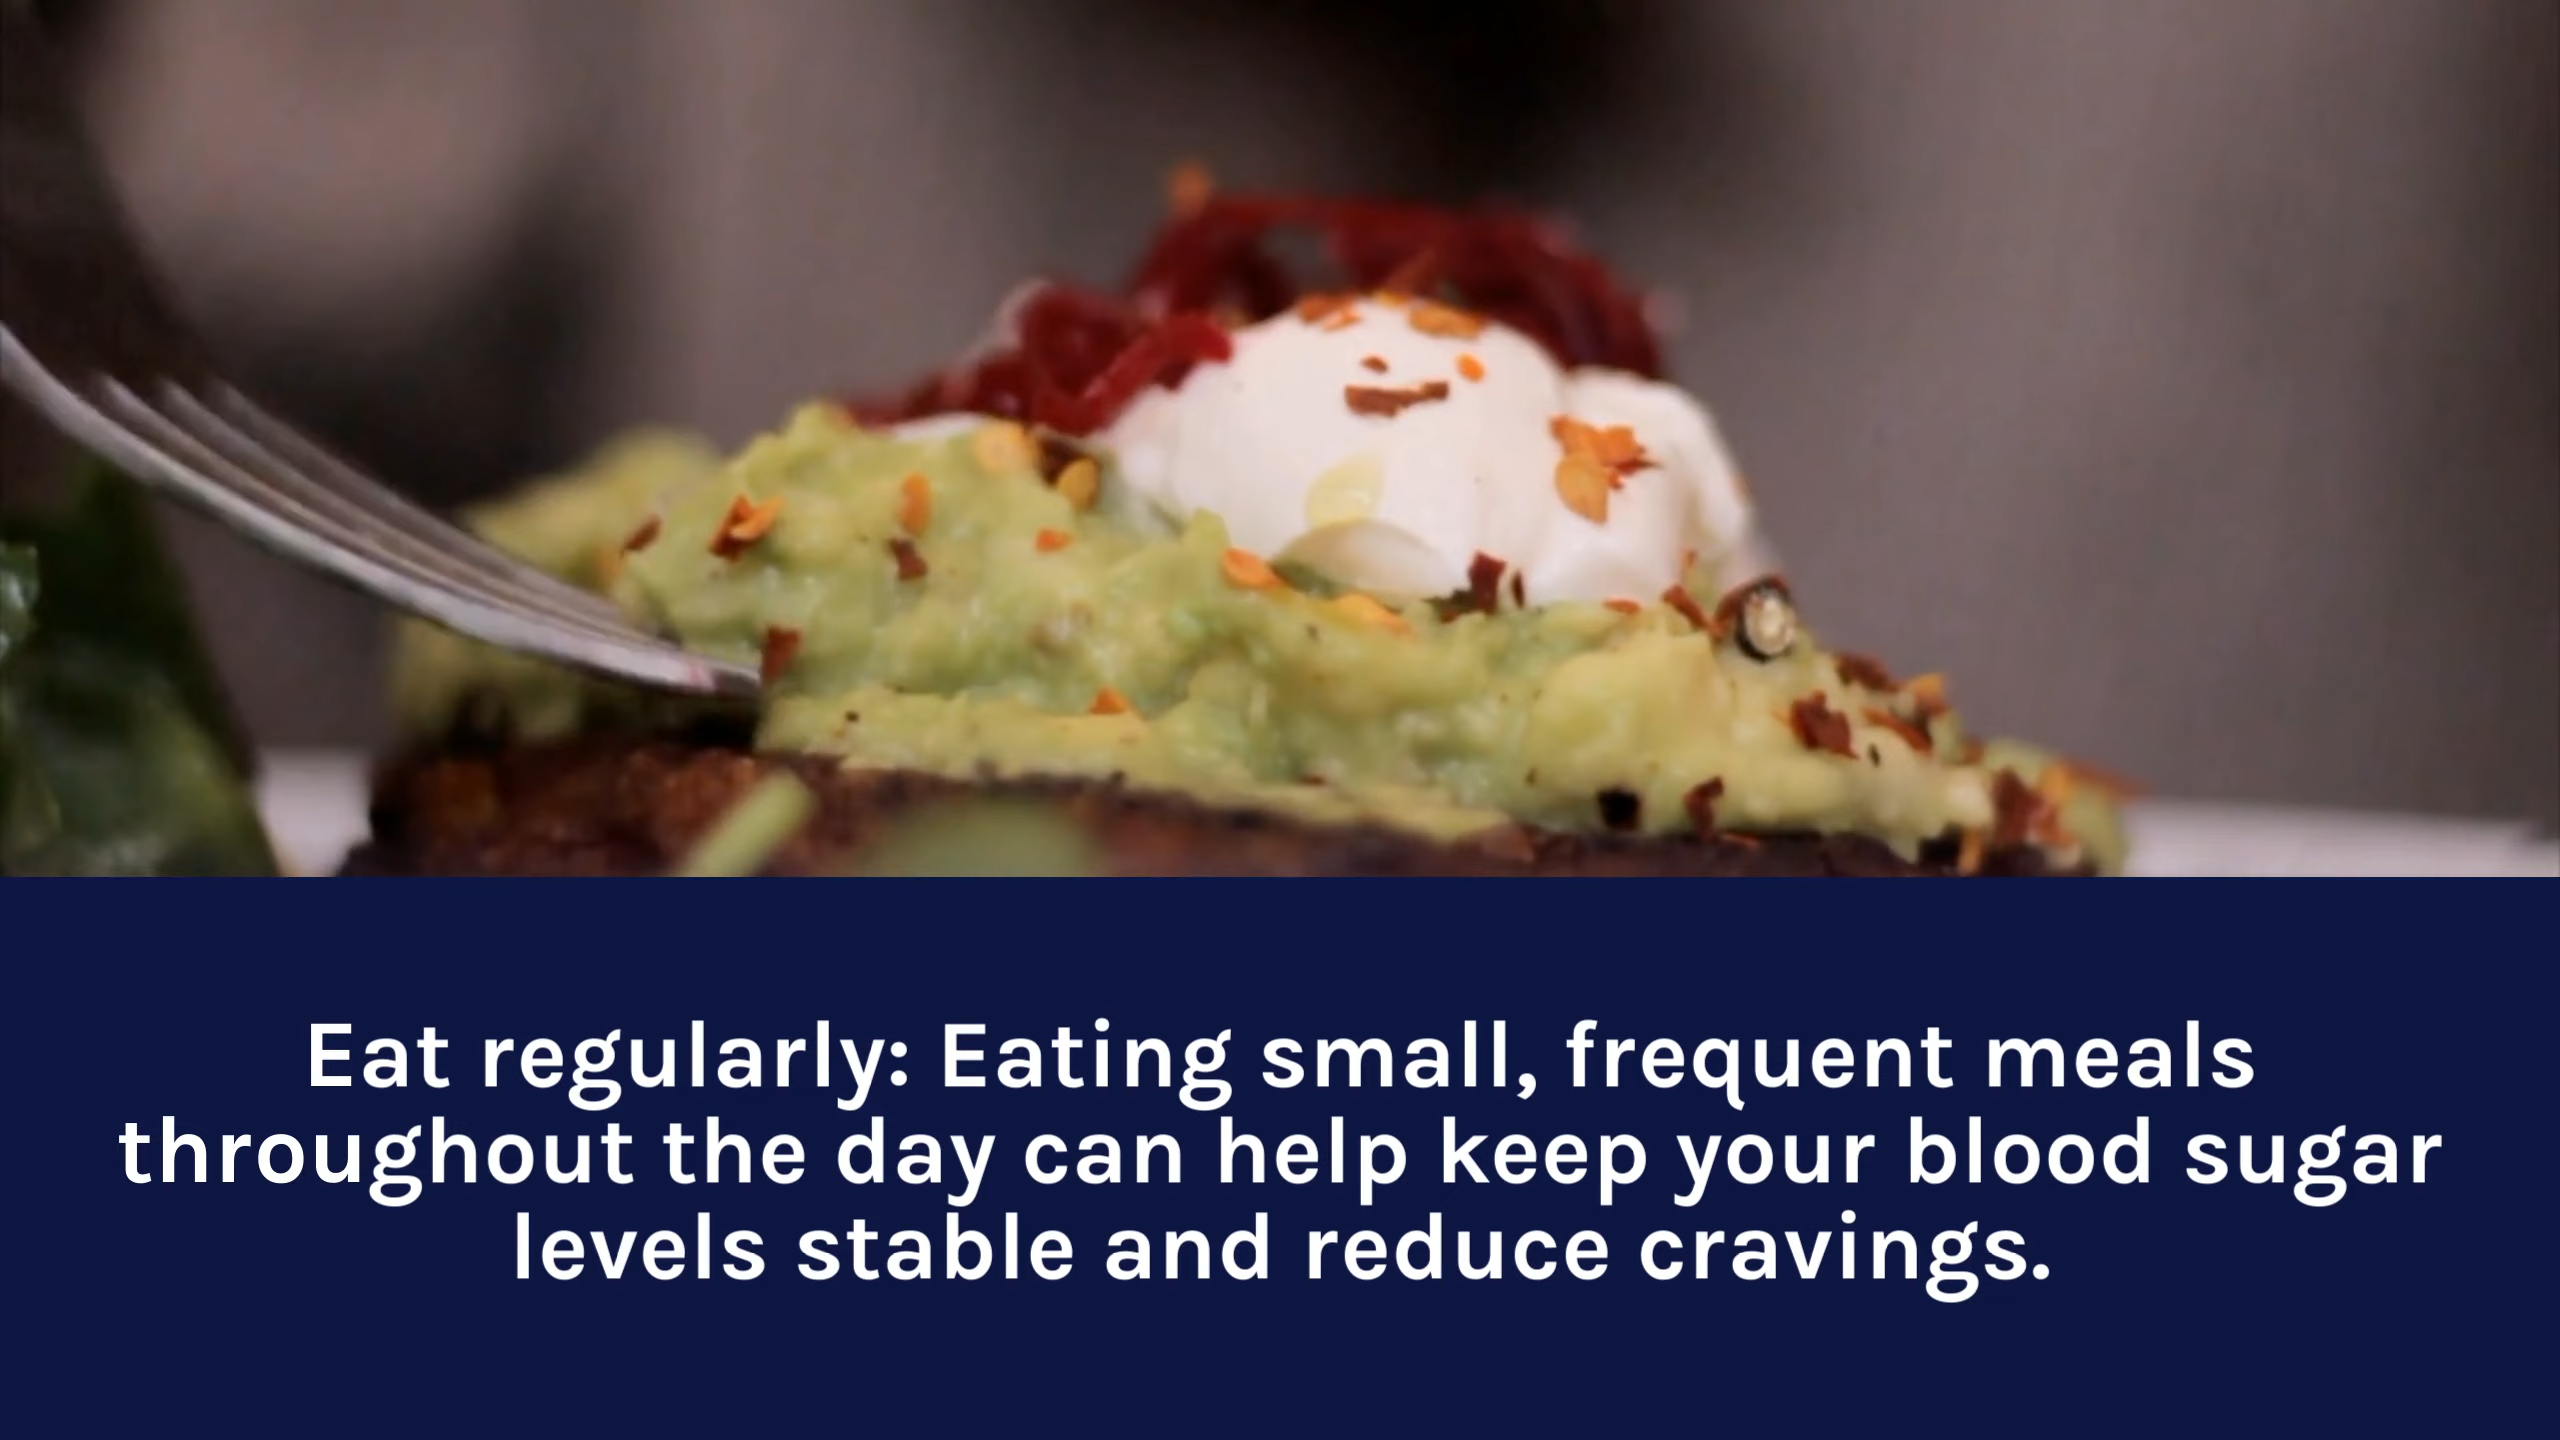 Eat regularly: Eating small, frequent meals
throughout the day can help keep your blood sugar
levels stable and reduce cravings.